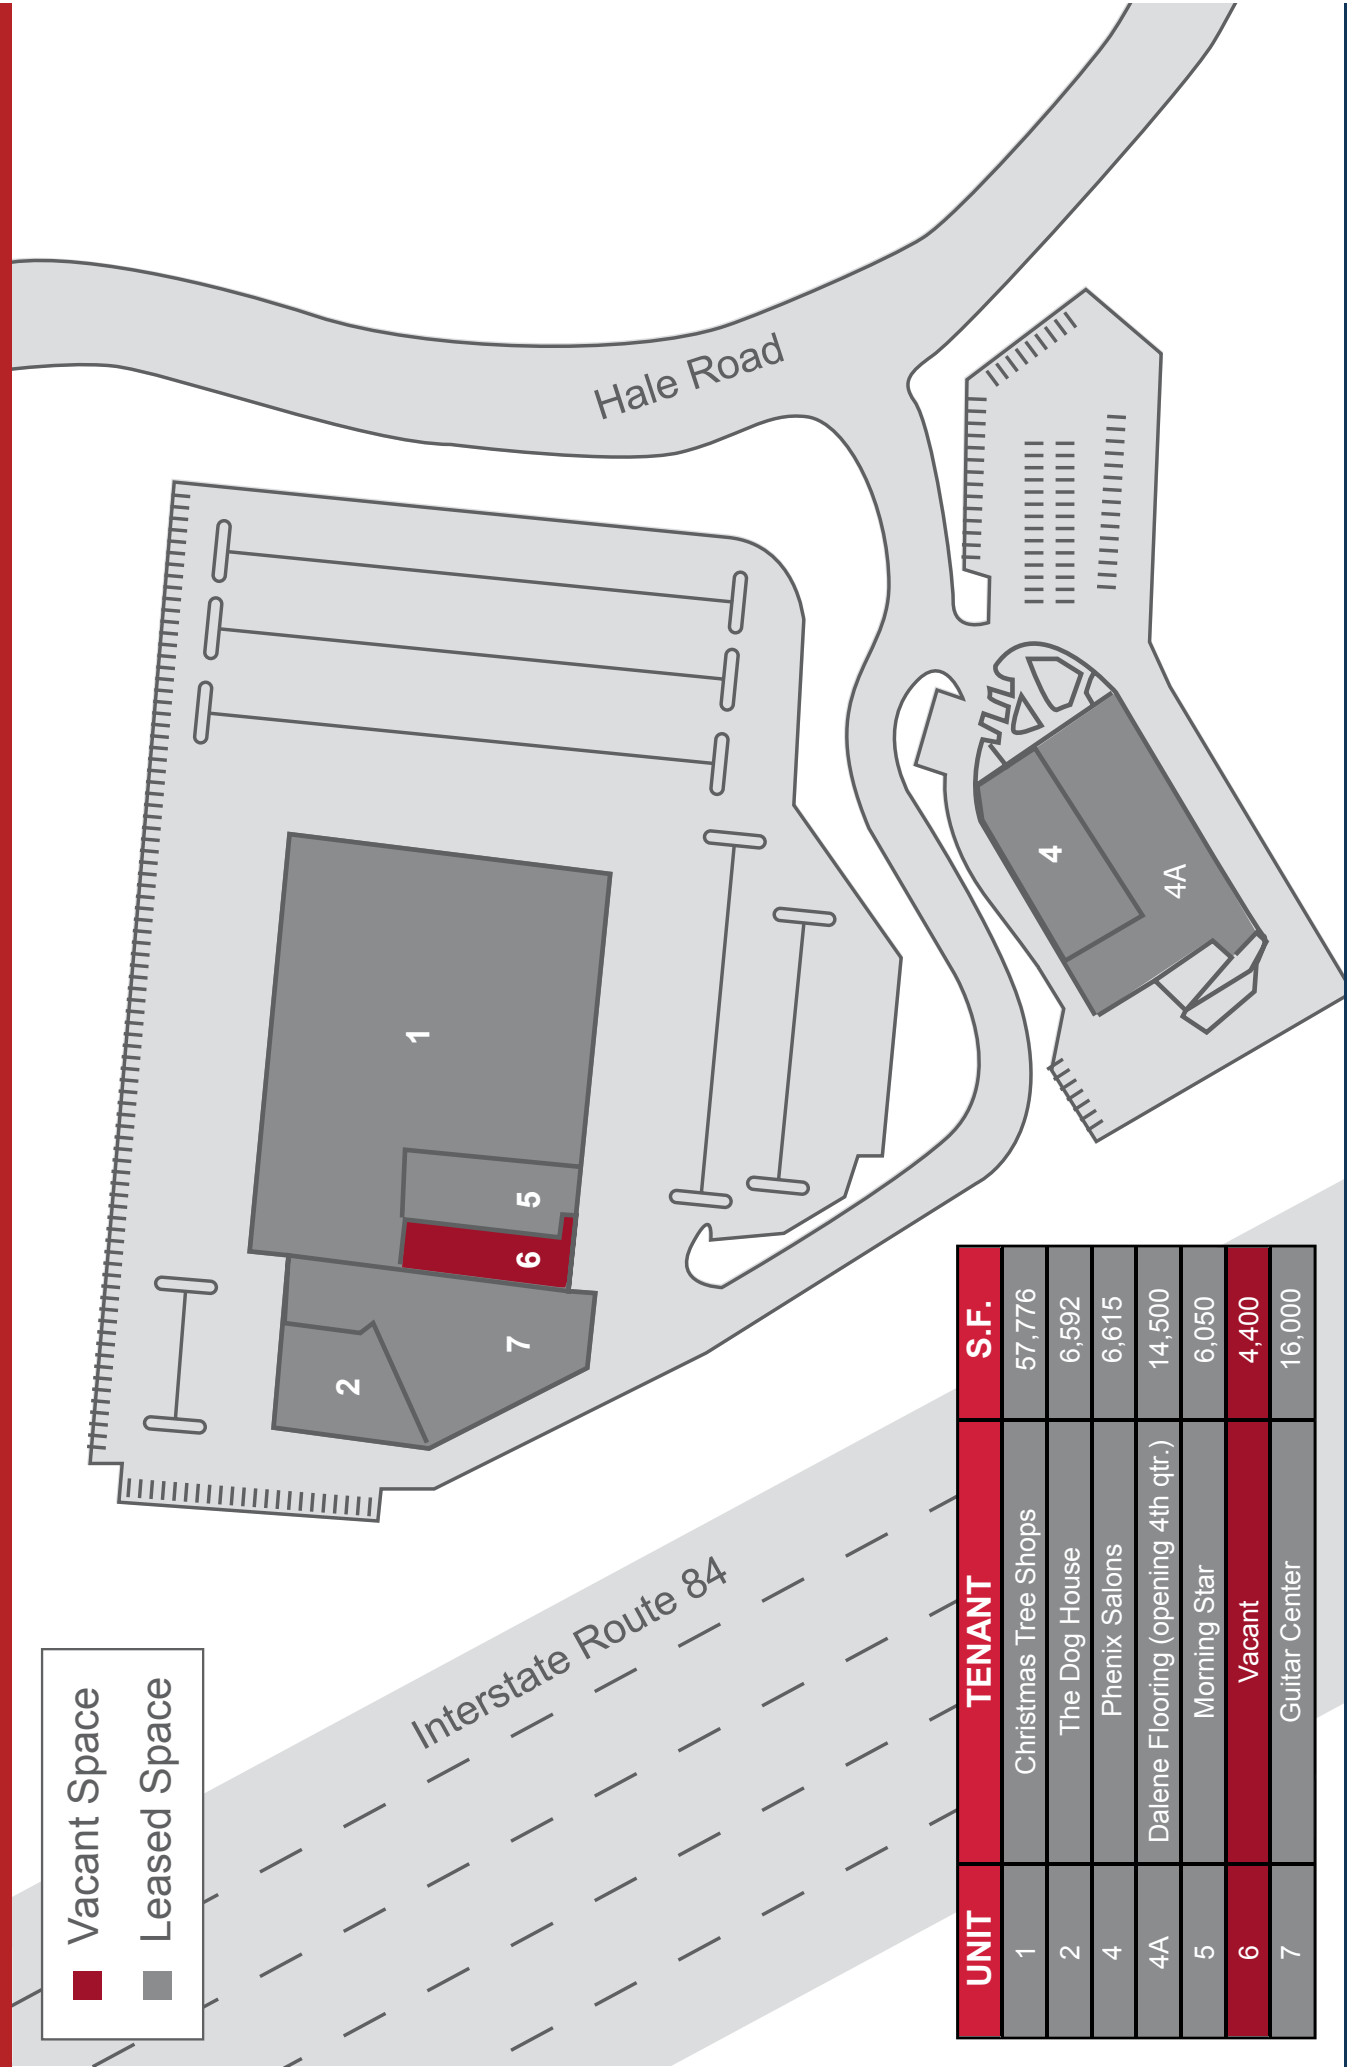 Vacant Space
Leased Space
Interstate Route 84
Hale Road
1
2
7
6
5
4
4A
UNIT TENANT S.F.
1 Christmas Tree Shops 57,776
2 The Dog House 6,592
4 Phenix Salons 6,615
4A Dalene Flooring (opening 4th qtr.) 14,500
5 Morning Star 6,050
6 Vacant 4,400
7 Guitar Center 16,000